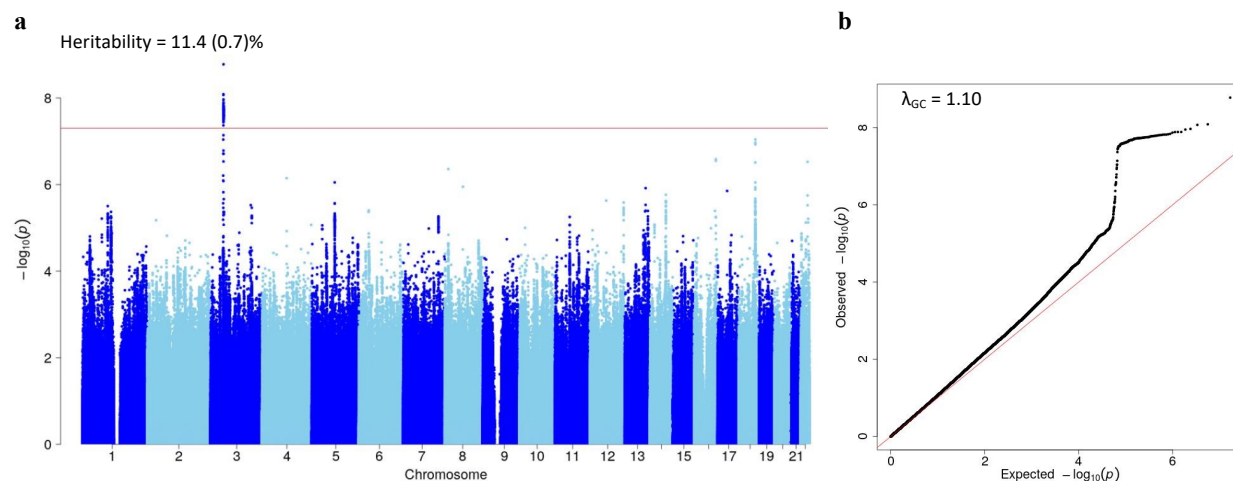 a
Heritability = 11.4 (0.7)%
8
6
4
2
0
−log10(p)
1 2 3 4 5 6 7 8 9 10 11 12 13 15 17 19 21
Chromosome
b
λGC = 1.10
8
6
4
2
0
Observed −log10(p)
0 2 4 6
Expected −log10(p)